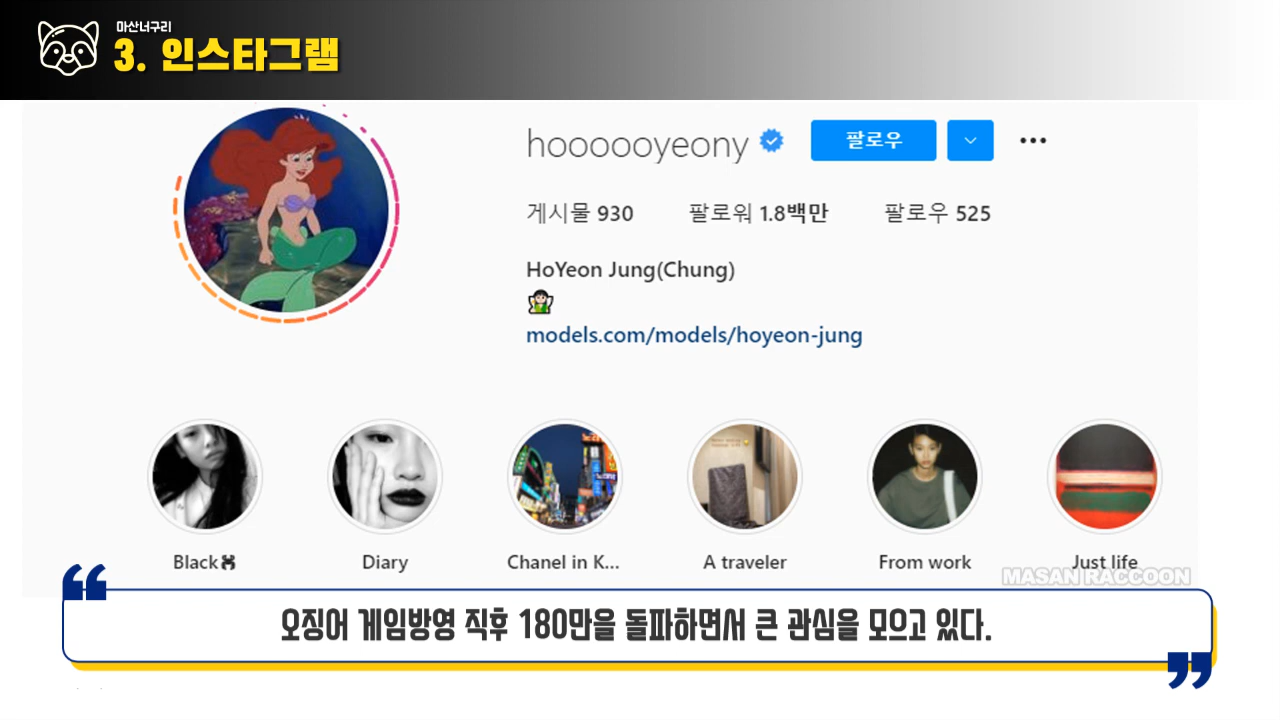 마산너구리
3. 인스타그램
hoooooyeony 팔로우
게시물 930 팔로워 1.8백만 팔로우 525
HoYeon Jung(Chung)
models.com/models/hoyeon-jung
Black Diary Chanel in K... A traveler From work Just life
MASAN RACCOON
오징어 게임방영 직후 180만을 돌파하면서 큰 관심을 모으고 있다.